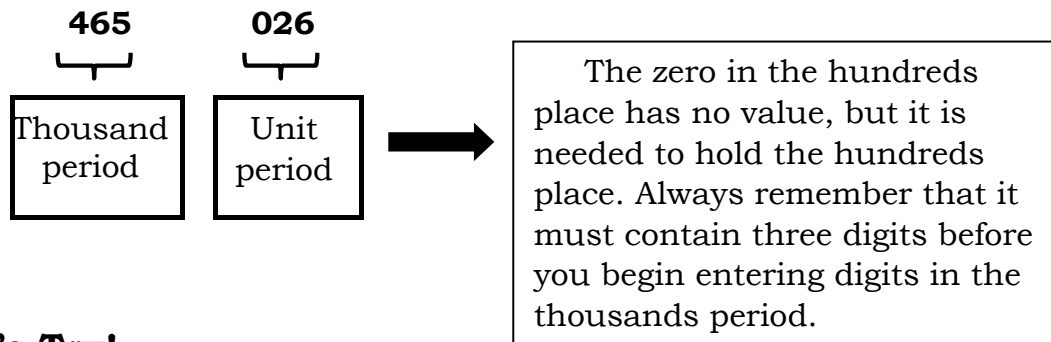 465 026
Thousand period
Unit period
The zero in the hundreds
place has no value, but it is
needed to hold the hundreds
place. Always remember that it
must contain three digits before
you begin entering digits in the
thousands period.